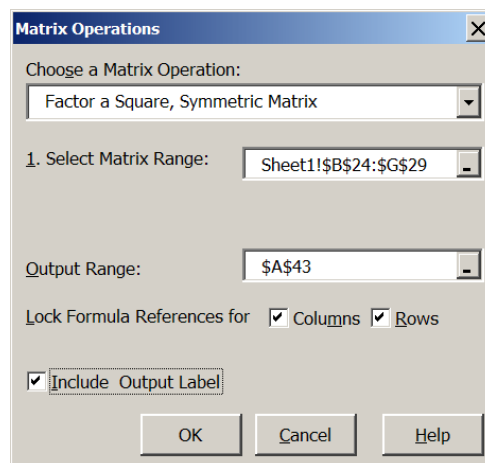 Matrix Operations
Choose a Matrix Operation:
Factor a Square, Symmetric Matrix
1. Select Matrix Range: Sheet1!$B$24:$G$29
Output Range: $A$43
Lock Formula References for Columns Rows
Include Output Label
OK Cancel Help